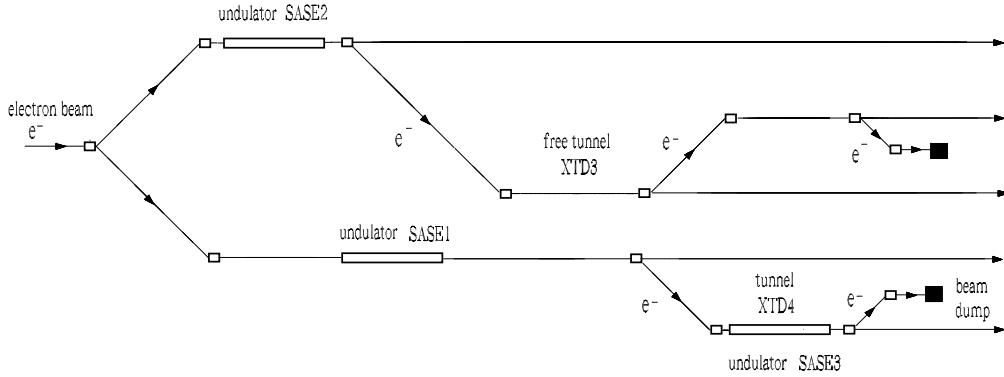 undulator SASE2
electron beam
e⁻
e⁻
free tunnel
XTD3
e⁻
e⁻
undulator SASE1
e⁻
tunnel
XTD4
e⁻
beam
dump
undulator SASE3